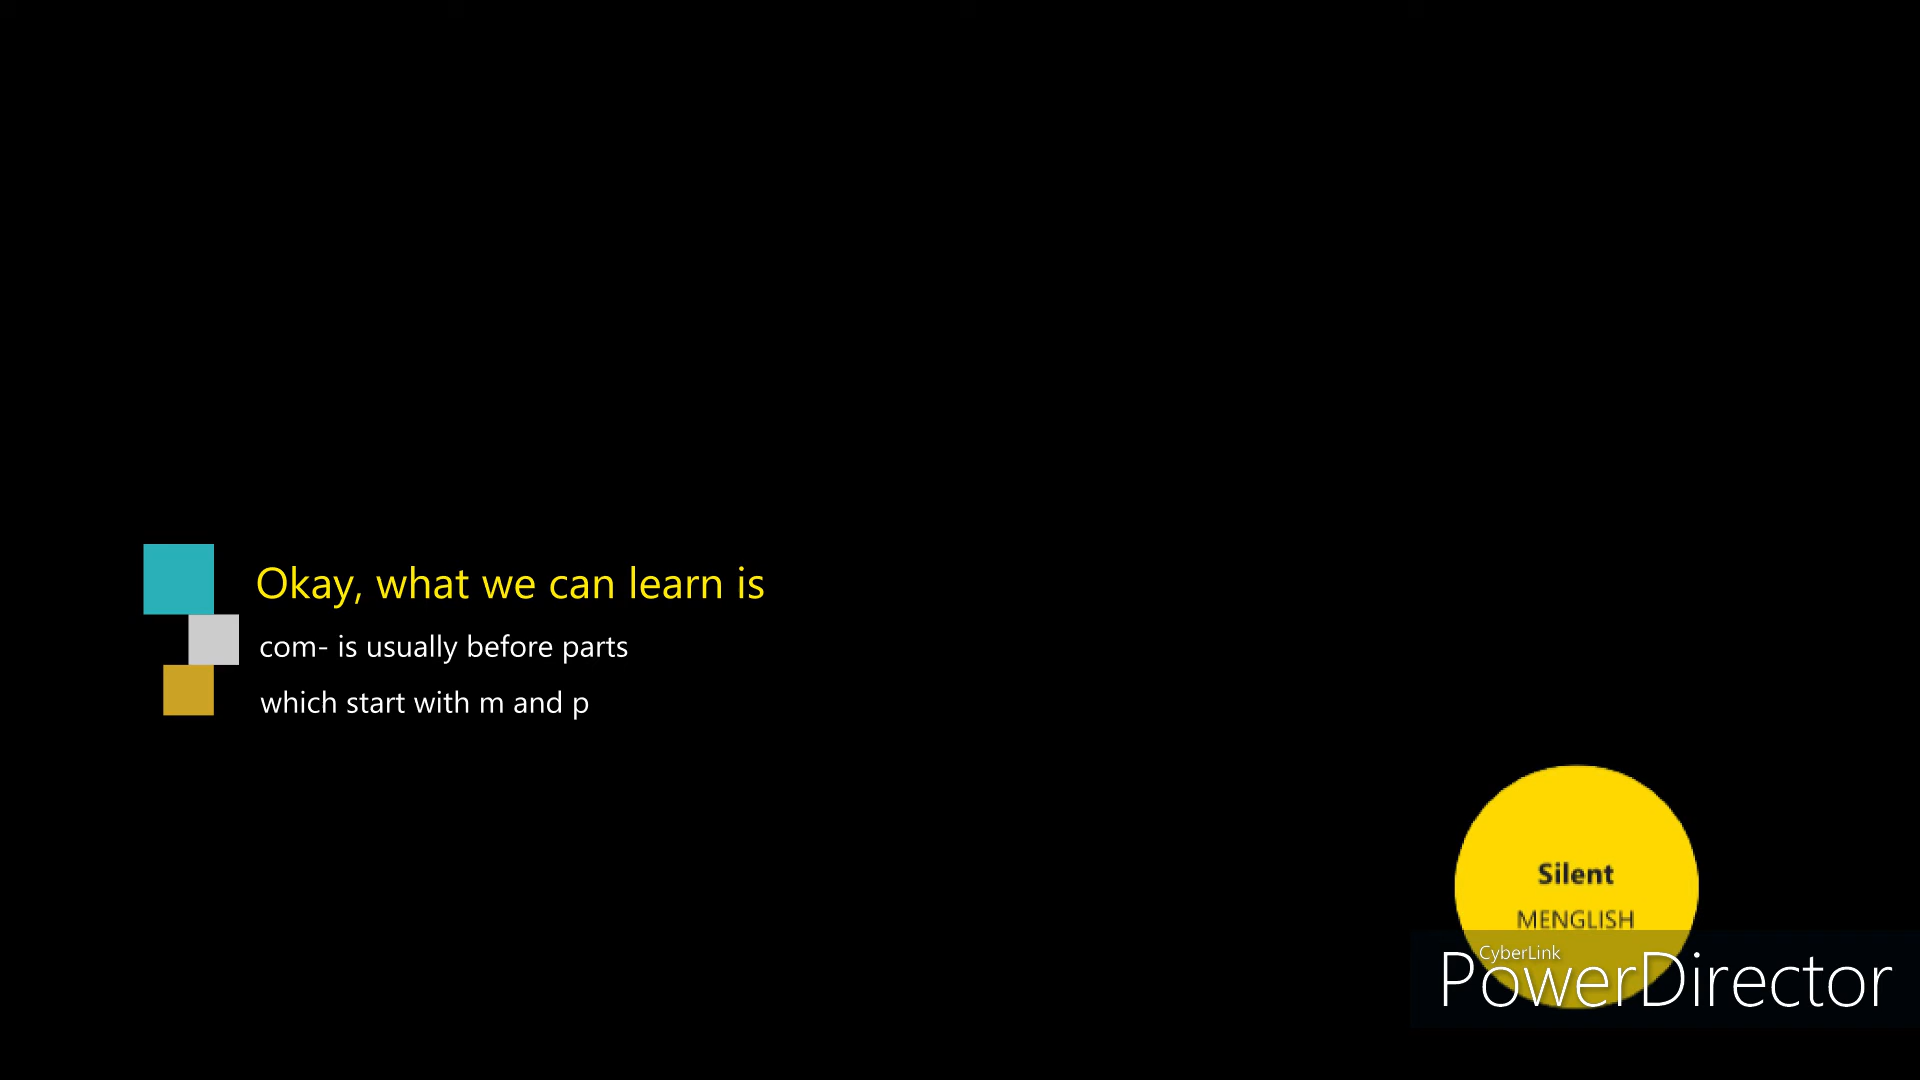 Okay, what we can learn is
com- is usually before parts
which start with m and p
Silent
MENGLISH
CyberLink
PowerDirector